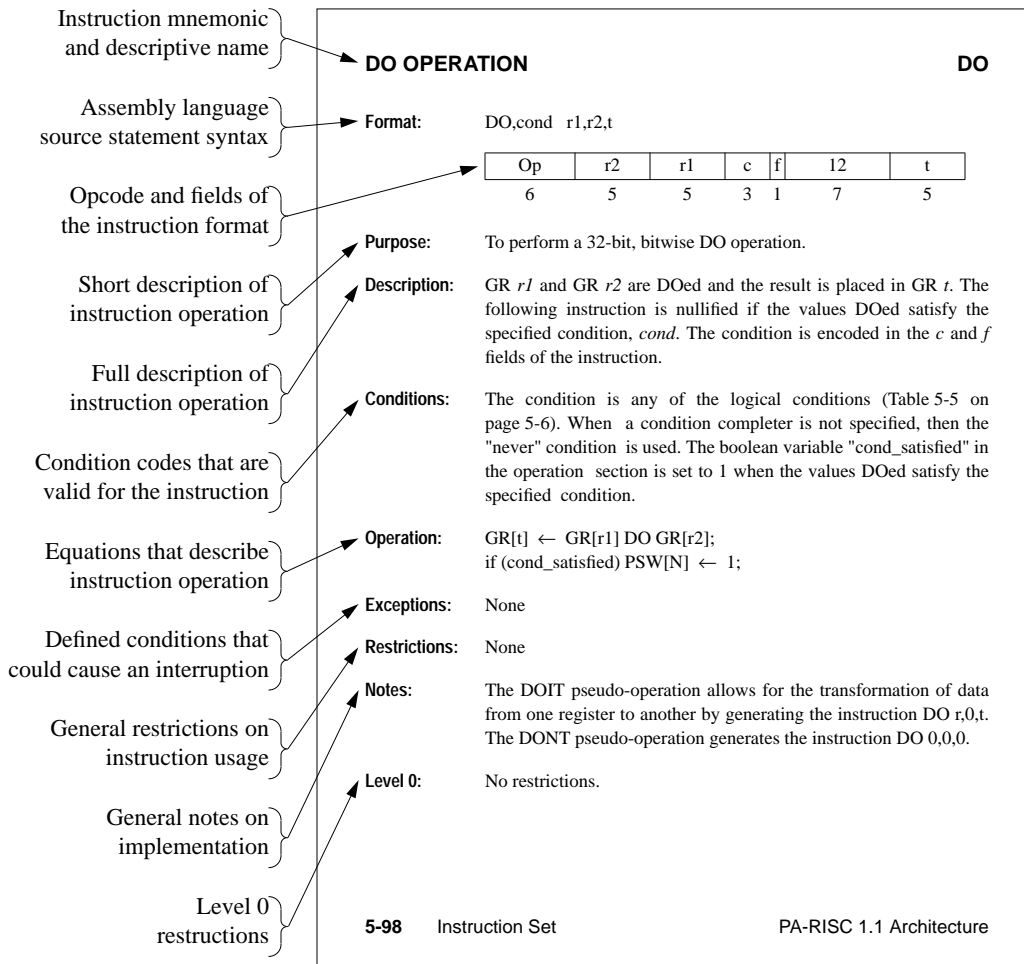 Instruction mnemonic
and descriptive name
Assembly language
source statement syntax
Opcode and fields of
the instruction format
Short description of
instruction operation
Full description of
instruction operation
Condition codes that are
valid for the instruction
Equations that describe
instruction operation
Defined conditions that
could cause an interruption
General restrictions on
instruction usage
General notes on
implementation
Level 0
restructions
DO OPERATION DO
Format: DO,cond r1,r2,t
Op r2 r1 c f 12 t
6 5 5 3 1 7 5
Purpose: To perform a 32-bit, bitwise DO operation.
Description: GR r1 and GR r2 are DOed and the result is placed in GR t. The
following instruction is nullified if the values DOed satisfy the
specified condition, cond. The condition is encoded in the c and f
fields of the instruction.
Conditions: The condition is any of the logical conditions (Table 5-5 on
page 5-6). When a condition completer is not specified, then the
"never" condition is used. The boolean variable "cond_satisfied" in
the operation section is set to 1 when the values DOed satisfy the
specified condition.
Operation: GR[t] ← GR[r1] DO GR[r2];
if (cond_satisfied) PSW[N] ← 1;
Exceptions: None
Restrictions: None
Notes: The DOIT pseudo-operation allows for the transformation of data
from one register to another by generating the instruction DO r,0,t.
The DONT pseudo-operation generates the instruction DO 0,0,0.
Level 0: No restrictions.
5-98 Instruction Set PA-RISC 1.1 Architecture